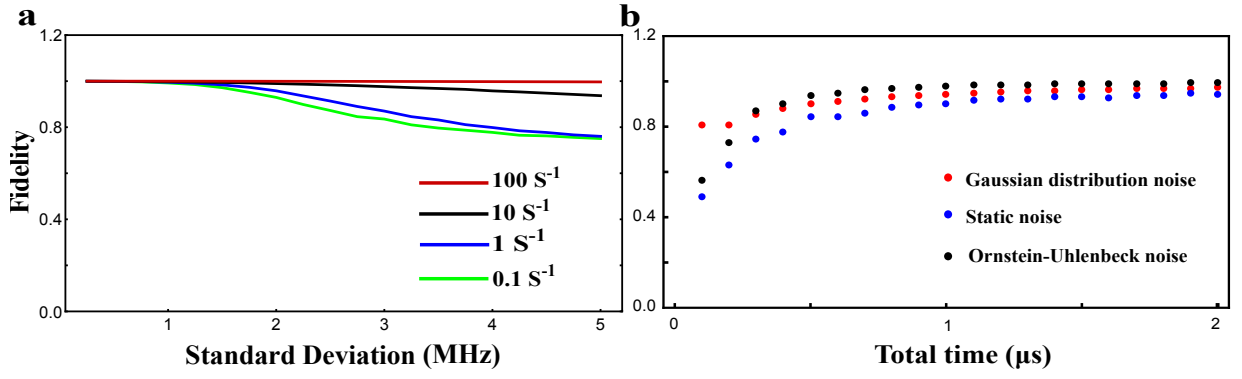 a
1.2
0.8
0.4
0.0
Fidelity
100 S⁻¹
10 S⁻¹
1 S⁻¹
0.1 S⁻¹
1 2 3 4 5
Standard Deviation (MHz)
b
1.2
0.8
0.4
0.0
Gaussian distribution noise
Static noise
Ornstein-Uhlenbeck noise
0 1 2
Total time (μs)